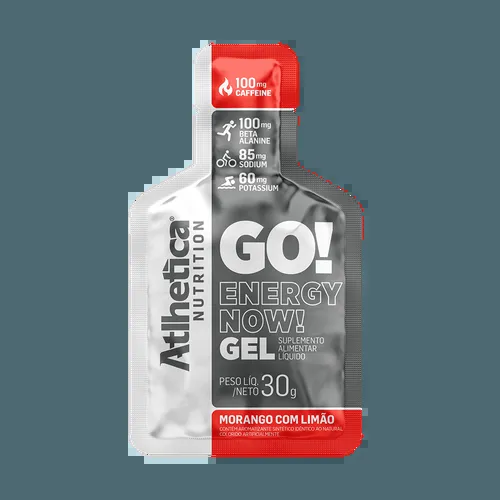 100mg
CAFFEINE
100mg
BETA
ALANINE
85mg
SODIUM
60mg
POTASSIUM
Atlhetica®
NUTRITION
GO!
ENERGY
NOW!
GEL
SUPLEMENTO
ALIMENTAR
LÍQUIDO
PESO LÍQ.
/NETO 30g
MORANGO COM LIMÃO
CONTÉM AROMATIZANTE SINTÉTICO IDÊNTICO AO NATURAL
COLORIDO ARTIFICIALMENTE.